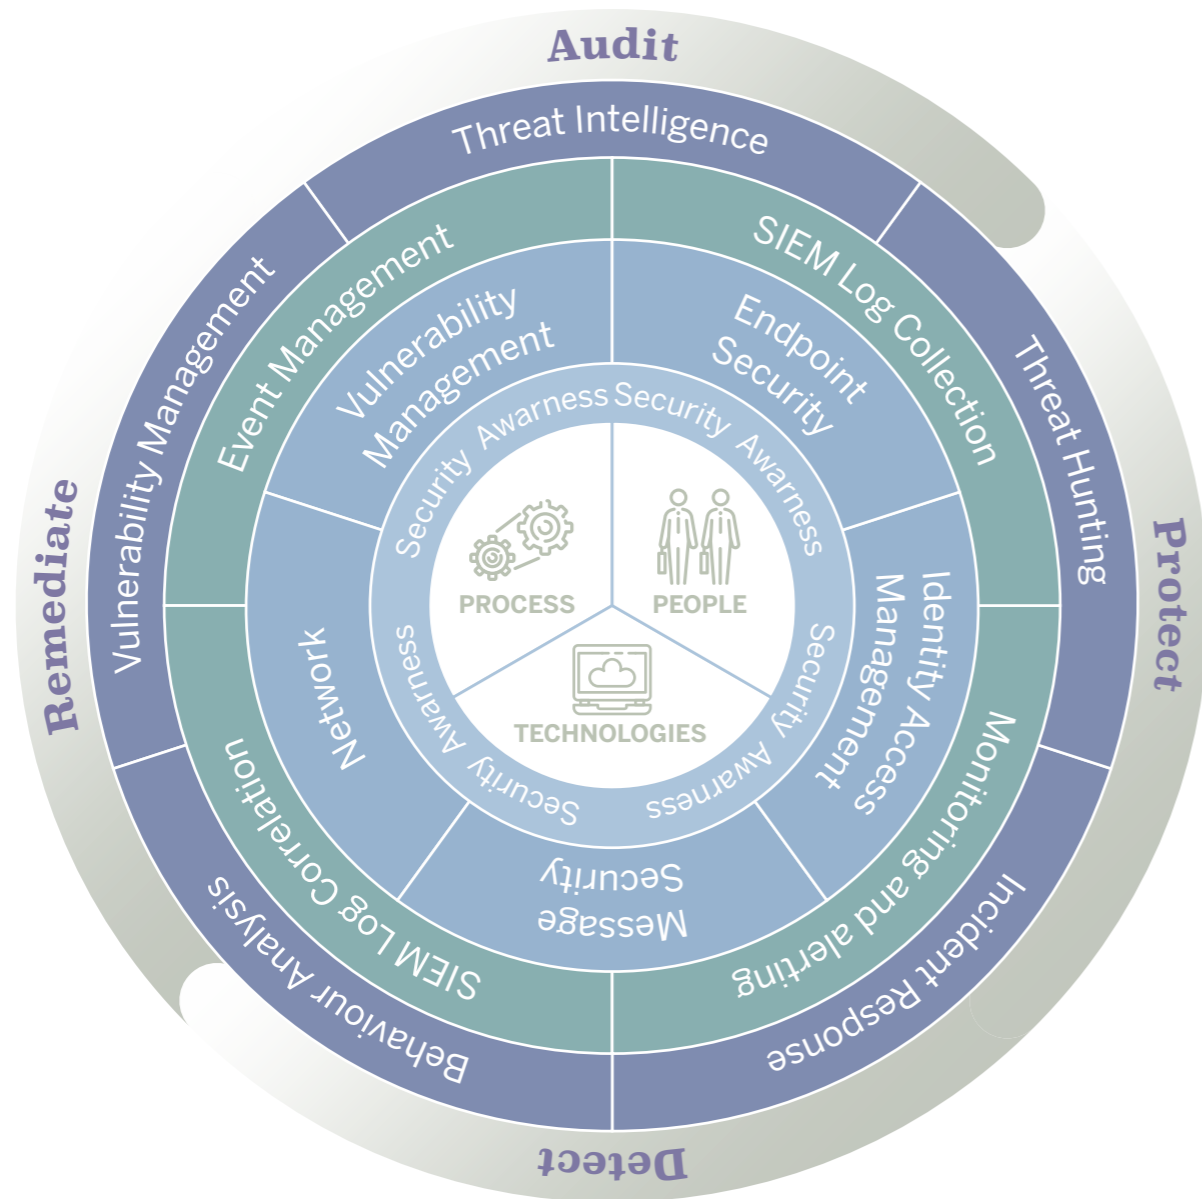 Audit
Protect
Detect
Remediate
Threat Intelligence
Threat Hunting
Incident Response
Behaviour Analysis
Vulnerability Management
SIEM Log Collection
Monitoring and alerting
SIEM Log Correlation
Event Management
Endpoint
Security
Identity Access
Management
Message
Security
Network
Vulnerability
Management
Security Awarness
Security Awarness
Security Awarness
Security Awarness
PROCESS
PEOPLE
TECHNOLOGIES